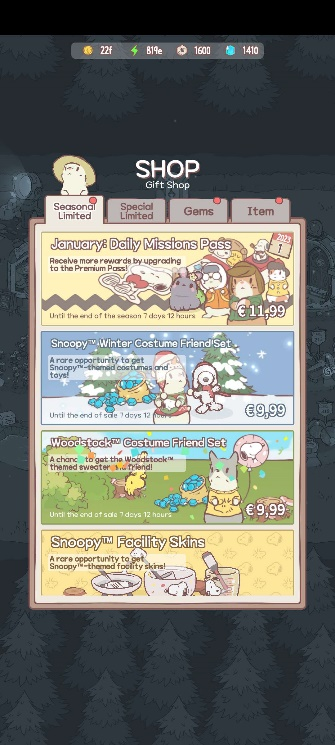 22f 819e 1600 1410
SHOP
Gift Shop
Seasonal
Limited
Special
Limited
Gems
Item
January: Daily Missions Pass
Receive more rewards by upgrading
to the Premium Pass!
Until the end of the season 7 days 12 hours
€11,99
Snoopy™ Winter Costume Friend Set
A rare opportunity to get
Snoopy™-themed costumes and
toys!
Until the end of sale 7 days 12 hours
€9,99
Woodstock™ Costume Friend Set
A chance to get the Woodstock™
themed sweater friend!
Until the end of sale 7 days 12 hours
€9,99
Snoopy™ Facility Skins
A rare opportunity to get
Snoopy™-themed facility skins!